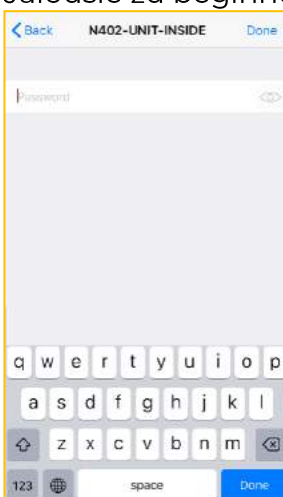 Jalousie zu beginne
Back N402-UNIT-INSIDE Done
Password
q w e r t y u i o p
a s d f g h j k l
z x c v b n m
123 space Done